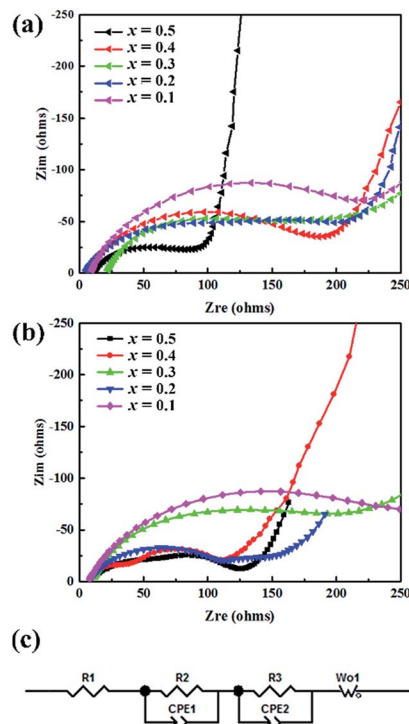 (a)
-250
-200
-150
-100
-50
0
Zim (ohms)
x = 0.5
x = 0.4
x = 0.3
x = 0.2
x = 0.1
0 50 100 150 200 250
Zre (ohms)
(b)
-250
-200
-150
-100
-50
0
Zim (ohms)
x = 0.5
x = 0.4
x = 0.3
x = 0.2
x = 0.1
0 50 100 150 200 250
Zre (ohms)
(c)
R1 R2 R3 Wo1
CPE1 CPE2